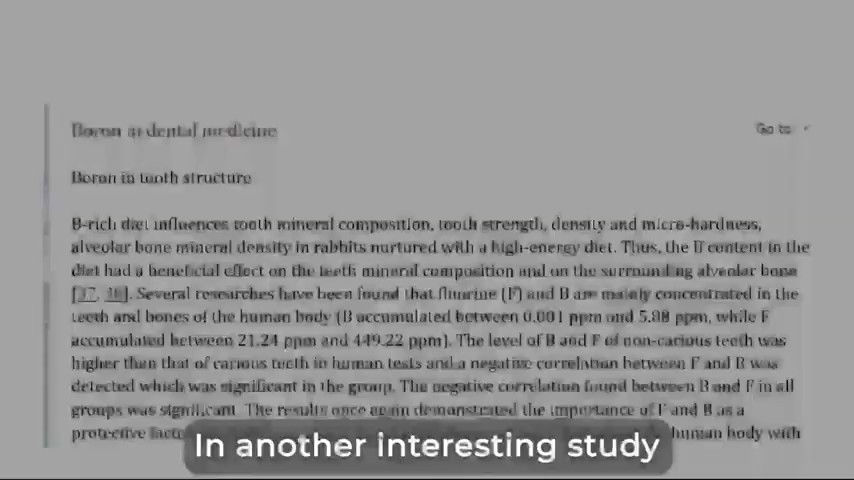 Boron in dental medicine
Go to:
Boron in tooth structure
B-rich diet influences tooth mineral composition, tooth strength, density and micro-hardness,
alveolar bone mineral density in rabbits nurtured with a high-energy diet. Thus, the B content in the
diet had a beneficial effect on the teeth mineral composition and on the surrounding alveolar bone
[37, 38]. Several researches have been found that fluorine (F) and B are mainly concentrated in the
teeth and bones of the human body (B accumulated between 0.001 ppm and 5.88 ppm, while F
accumulated between 21.24 ppm and 449.22 ppm). The level of B and F of non-carious teeth was
higher than that of carious teeth in human tests and a negative correlation between F and B was
detected which was significant in the group. The negative correlation found between B and F in all
groups was significant. The results once again demonstrated the importance of F and B as a
protective human body with
In another interesting study